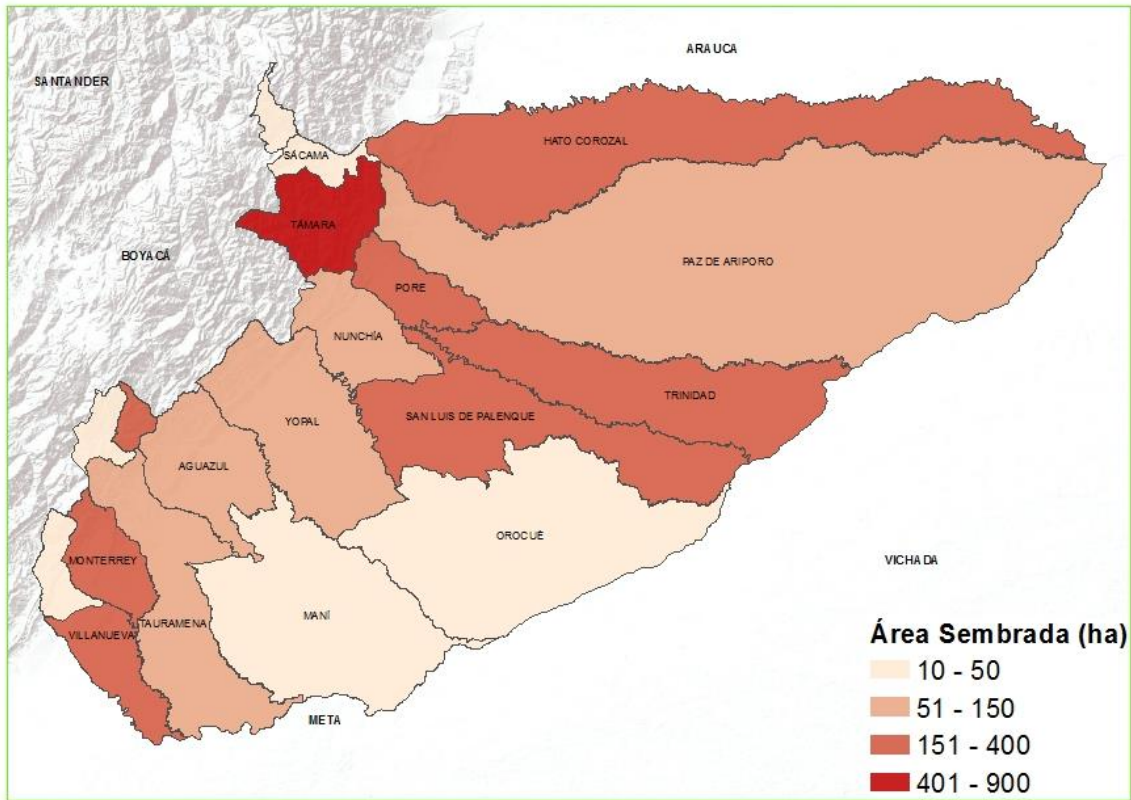 ARAUCA
SANTANDER
HATO COROZAL
SÁCAMA
TÁMARA
BOYACÁ
PAZ DE ARIPORO
PORE
NUNCHÍA
TRINIDAD
SAN LUIS DE PALENQUE
YOPAL
AGUAZUL
OROCUÉ
MONTERREY
VICHADA
MANÍ
TAURAMENA
VILLANUEVA
META
Área Sembrada (ha)
10 - 50
51 - 150
151 - 400
401 - 900